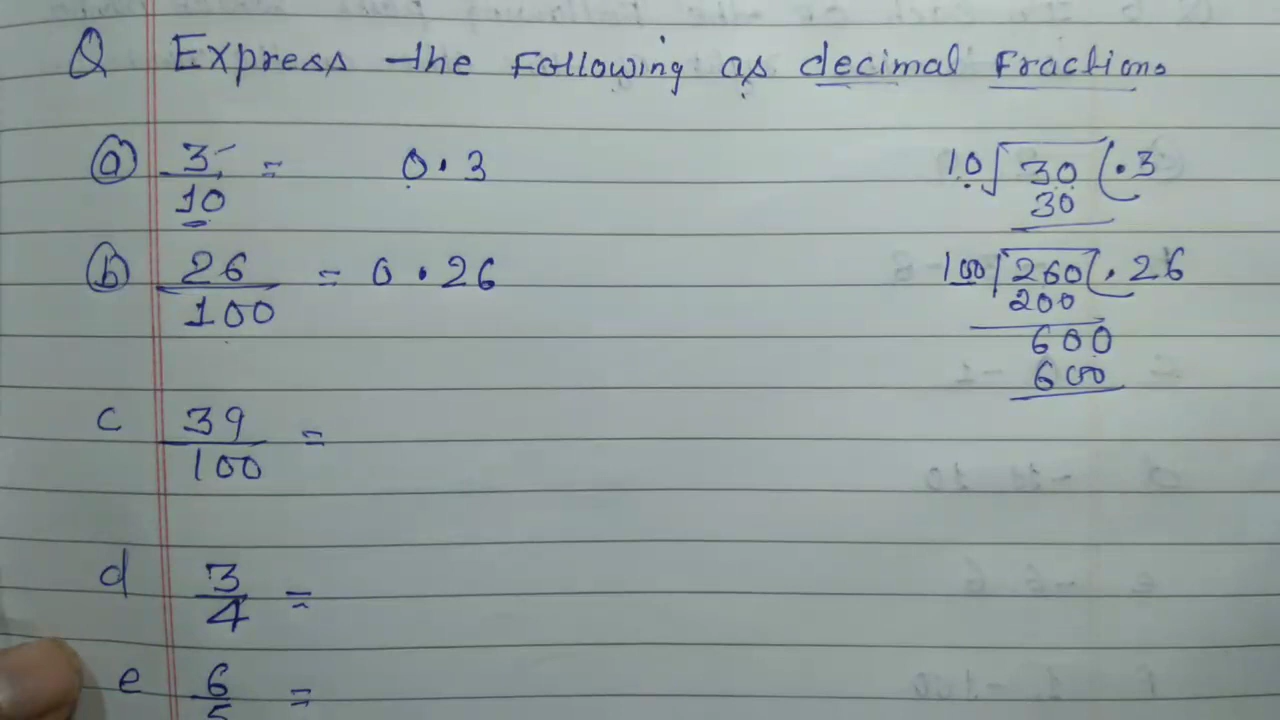 Q Express the Following as decimal Fractions
(a) 3/10 = 0.3
10√30(.3
30
(b) 26/100 = 0.26
100√260(.26
200
600
600
c 39/100 =
d 3/4 =
e 6/5 =